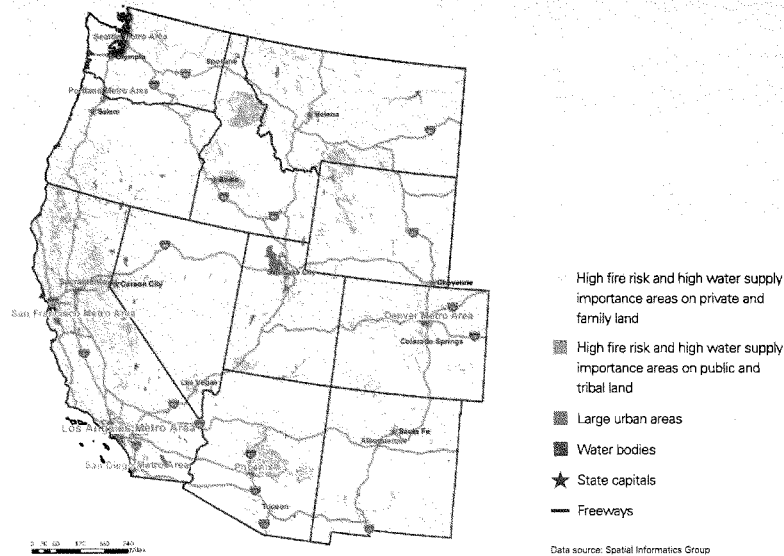 Seattle Metro Area
Olympia
Spokane
Portland Metro Area
Salem
Helena
Boise
Carson City
Cheyenne
San Francisco Metro Area
Denver Metro Area
Colorado Springs
Las Vegas
Los Angeles Metro Area
Santa Fe
Albuquerque
San Diego Metro Area
Phoenix
Tucson
High fire risk and high water supply
importance areas on private and
family land
High fire risk and high water supply
importance areas on public and
tribal land
Large urban areas
Water bodies
State capitals
Freeways
Data source: Spatial Informatics Group